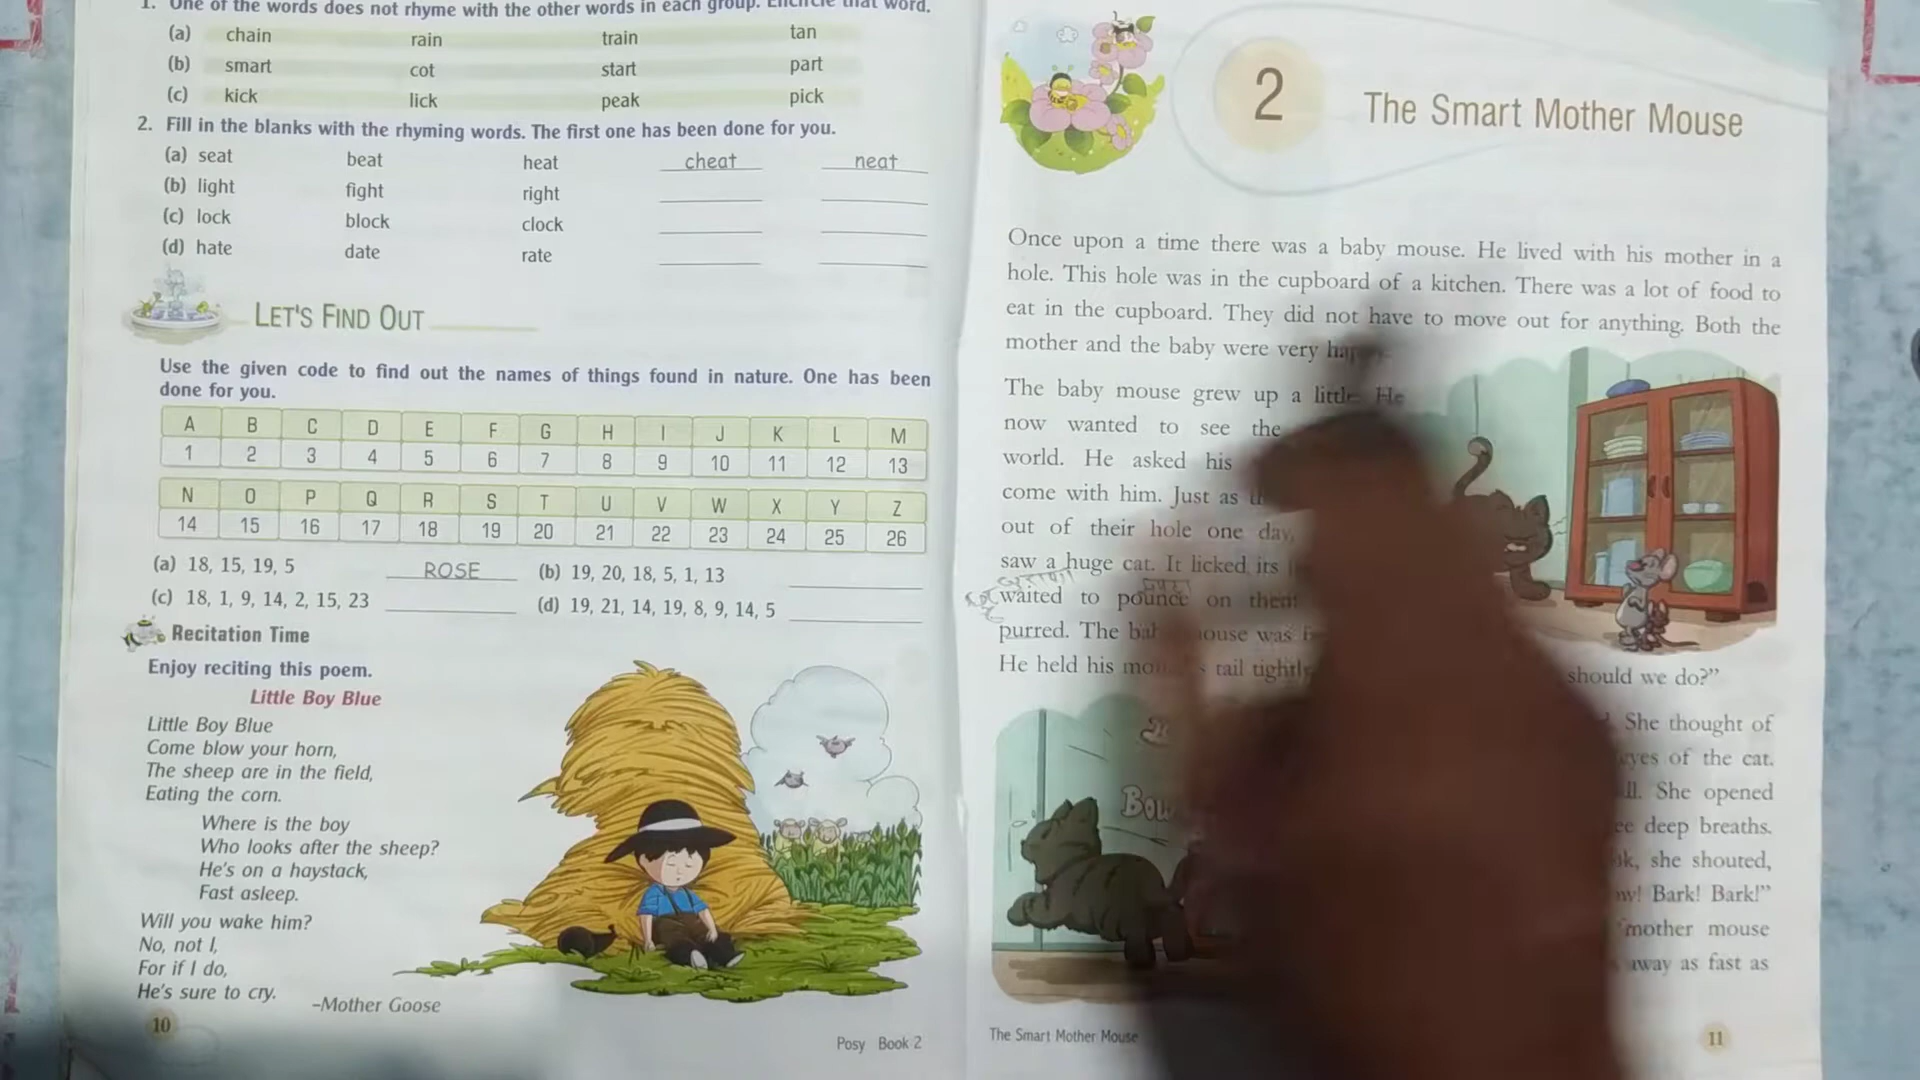 1. One of the words does not rhyme with the other words in each group. Encircle that word.
(a) chain rain train tan
(b) smart cot start part
(c) kick lick peak pick
2. Fill in the blanks with the rhyming words. The first one has been done for you.
(a) seat beat heat cheat neat
(b) light fight right
(c) lock block clock
(d) hate date rate
LET'S FIND OUT
Use the given code to find out the names of things found in nature. One has been
done for you.
A B C D E F G H I J K L M
1 2 3 4 5 6 7 8 9 10 11 12 13
N O P Q R S T U V W X Y Z
14 15 16 17 18 19 20 21 22 23 24 25 26
(a) 18, 15, 19, 5 ROSE (b) 19, 20, 18, 5, 1, 13
(c) 18, 1, 9, 14, 2, 15, 23 (d) 19, 21, 14, 19, 8, 9, 14, 5
Recitation Time
Enjoy reciting this poem.
Little Boy Blue
Little Boy Blue
Come blow your horn,
The sheep are in the field,
Eating the corn.
Where is the boy
Who looks after the sheep?
He's on a haystack,
Fast asleep.
Will you wake him?
No, not I,
For if I do,
He's sure to cry.
–Mother Goose
10
Posy Book 2
2
The Smart Mother Mouse
Once upon a time there was a baby mouse. He lived with his mother in a
hole. This hole was in the cupboard of a kitchen. There was a lot of food to
eat in the cupboard. They did not have to move out for anything. Both the
mother and the baby were very
The baby mouse grew up a little. He
now wanted to see the
world. He asked his
come with him. Just as
out of their hole one day,
saw a huge cat. It licked its
waited to pounce on them
purred. The mouse was
He held his tail tightly
should we do?"
She thought of
eyes of the cat.
She opened
deep breaths.
she shouted,
Bark! Bark!"
mother mouse
away as fast as
The Smart Mother Mouse
11